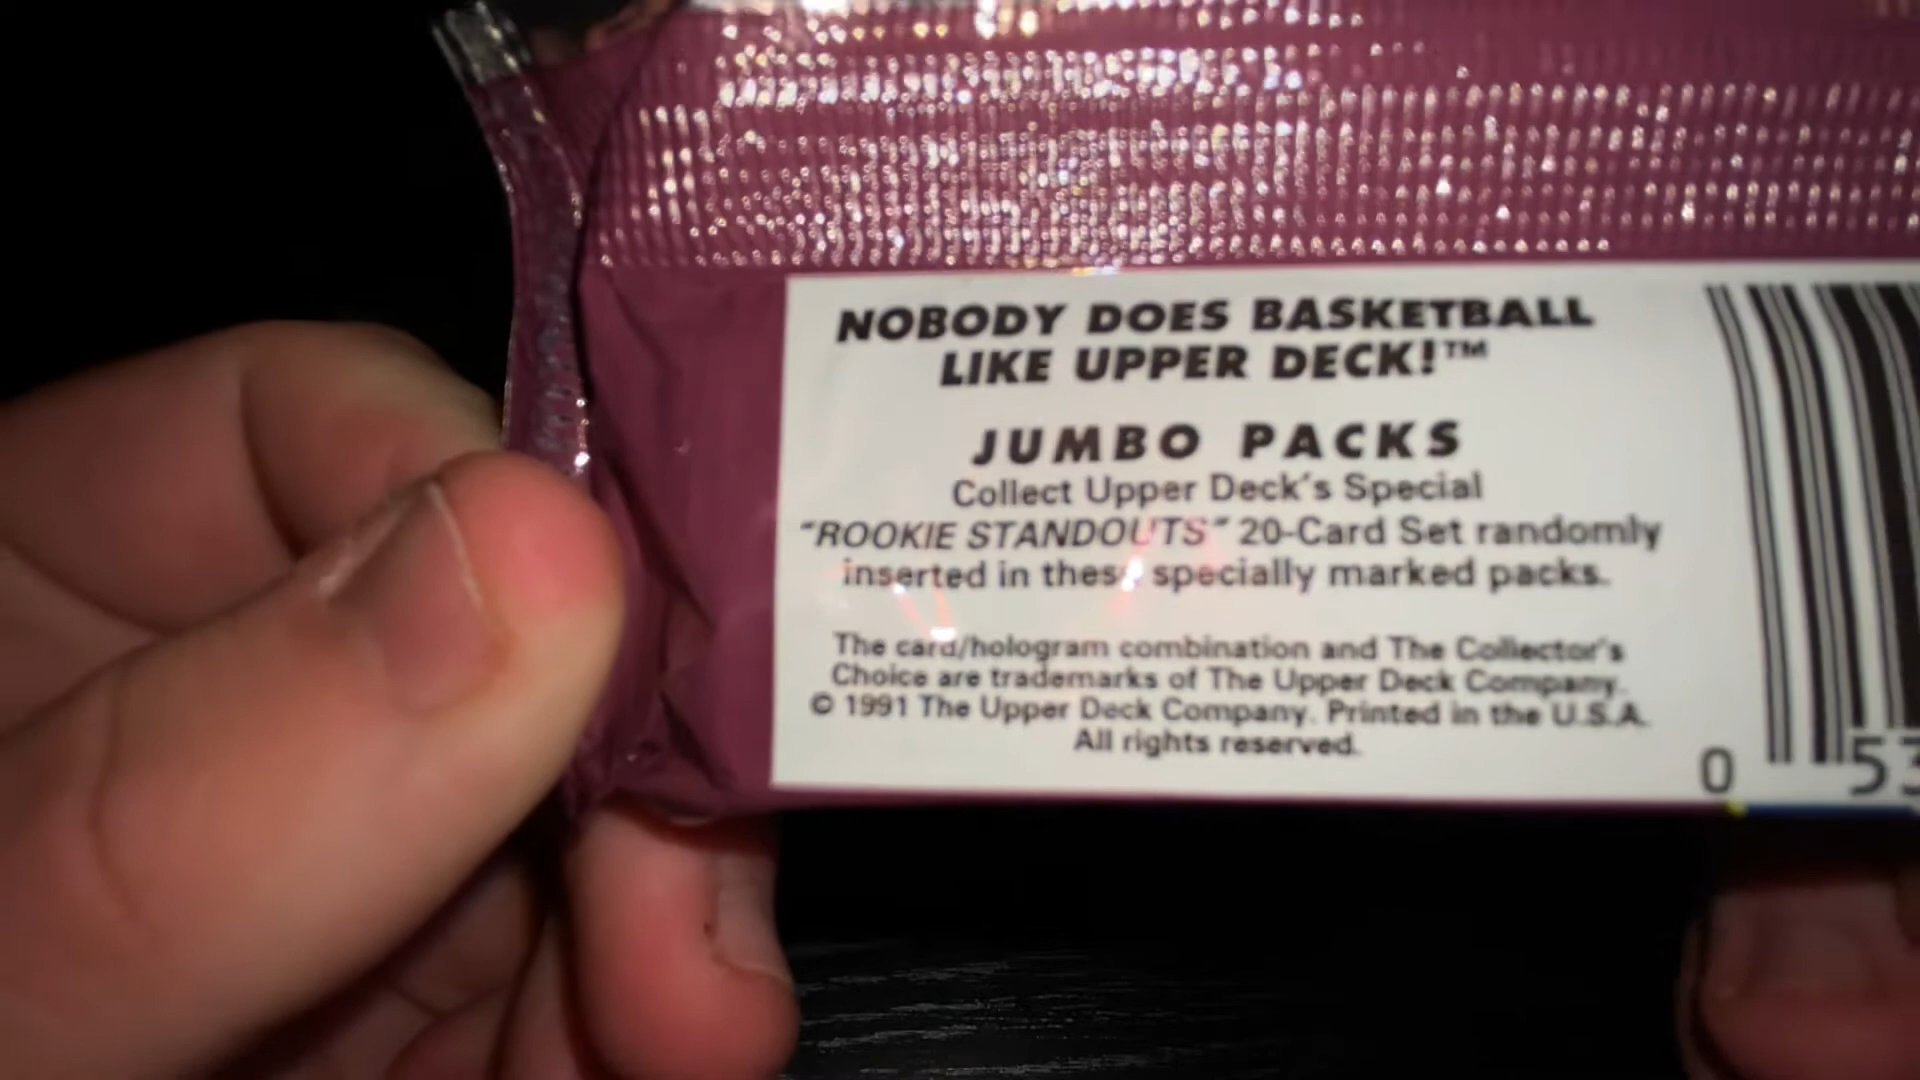 NOBODY DOES BASKETBALL
LIKE UPPER DECK!™
JUMBO PACKS
Collect Upper Deck's Special
"ROOKIE STANDOUTS" 20-Card Set randomly
inserted in these specially marked packs.
The card/hologram combination and The Collector's
Choice are trademarks of The Upper Deck Company.
© 1991 The Upper Deck Company. Printed in the U.S.A.
All rights reserved.
0 53